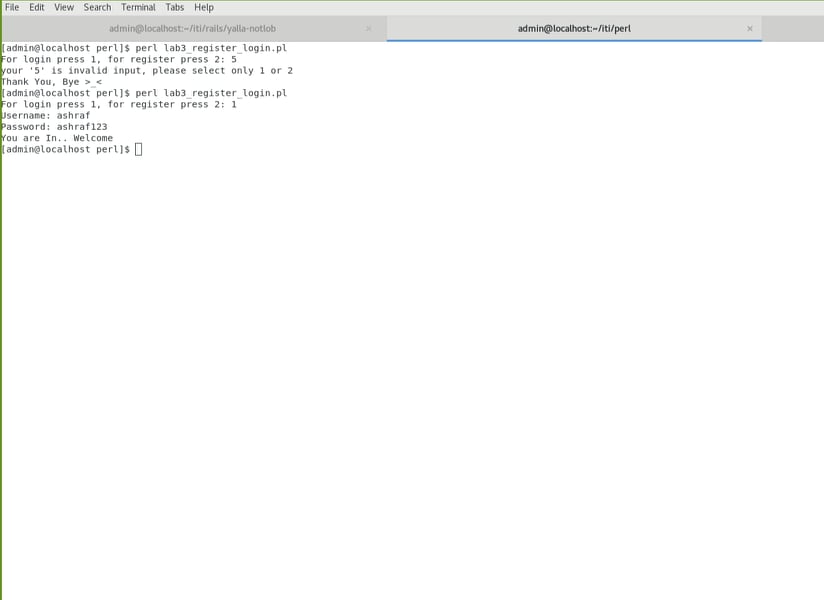 File Edit View Search Terminal Tabs Help
admin@localhost:~/iti/rails/yalla-notlob × admin@localhost:~/iti/perl ×
[admin@localhost perl]$ perl lab3_register_login.pl
For login press 1, for register press 2: 5
your '5' is invalid input, please select only 1 or 2
Thank You, Bye >_<
[admin@localhost perl]$ perl lab3_register_login.pl
For login press 1, for register press 2: 1
Username: ashraf
Password: ashraf123
You are In.. Welcome
[admin@localhost perl]$